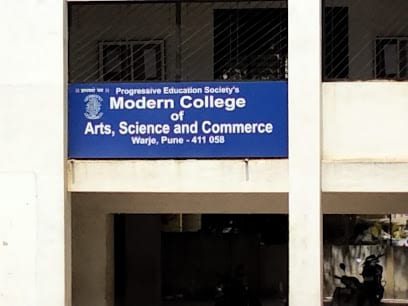 Progressive Education Society's
Modern College
of
Arts, Science and Commerce
Warje, Pune - 411 058